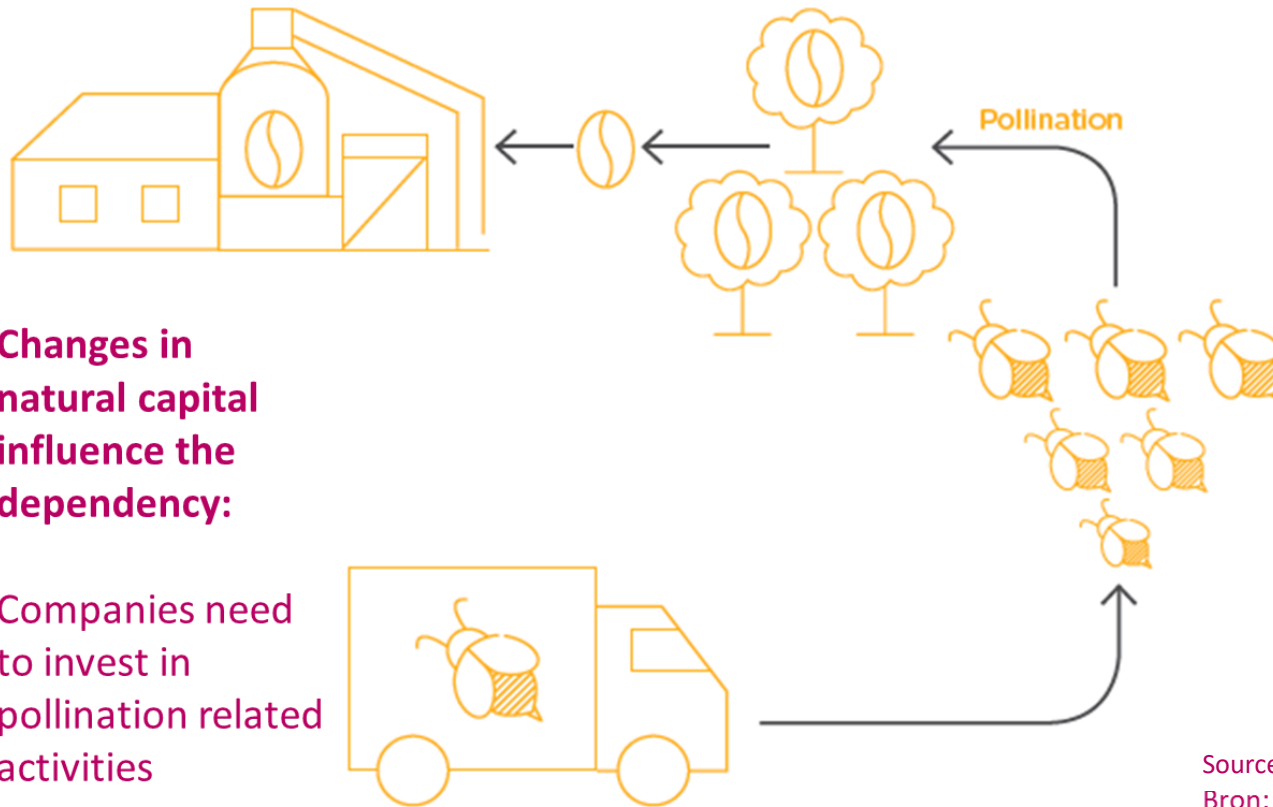 Pollination
Changes in
natural capital
influence the
dependency:
Companies need
to invest in
pollination related
activities
Source
Bron: